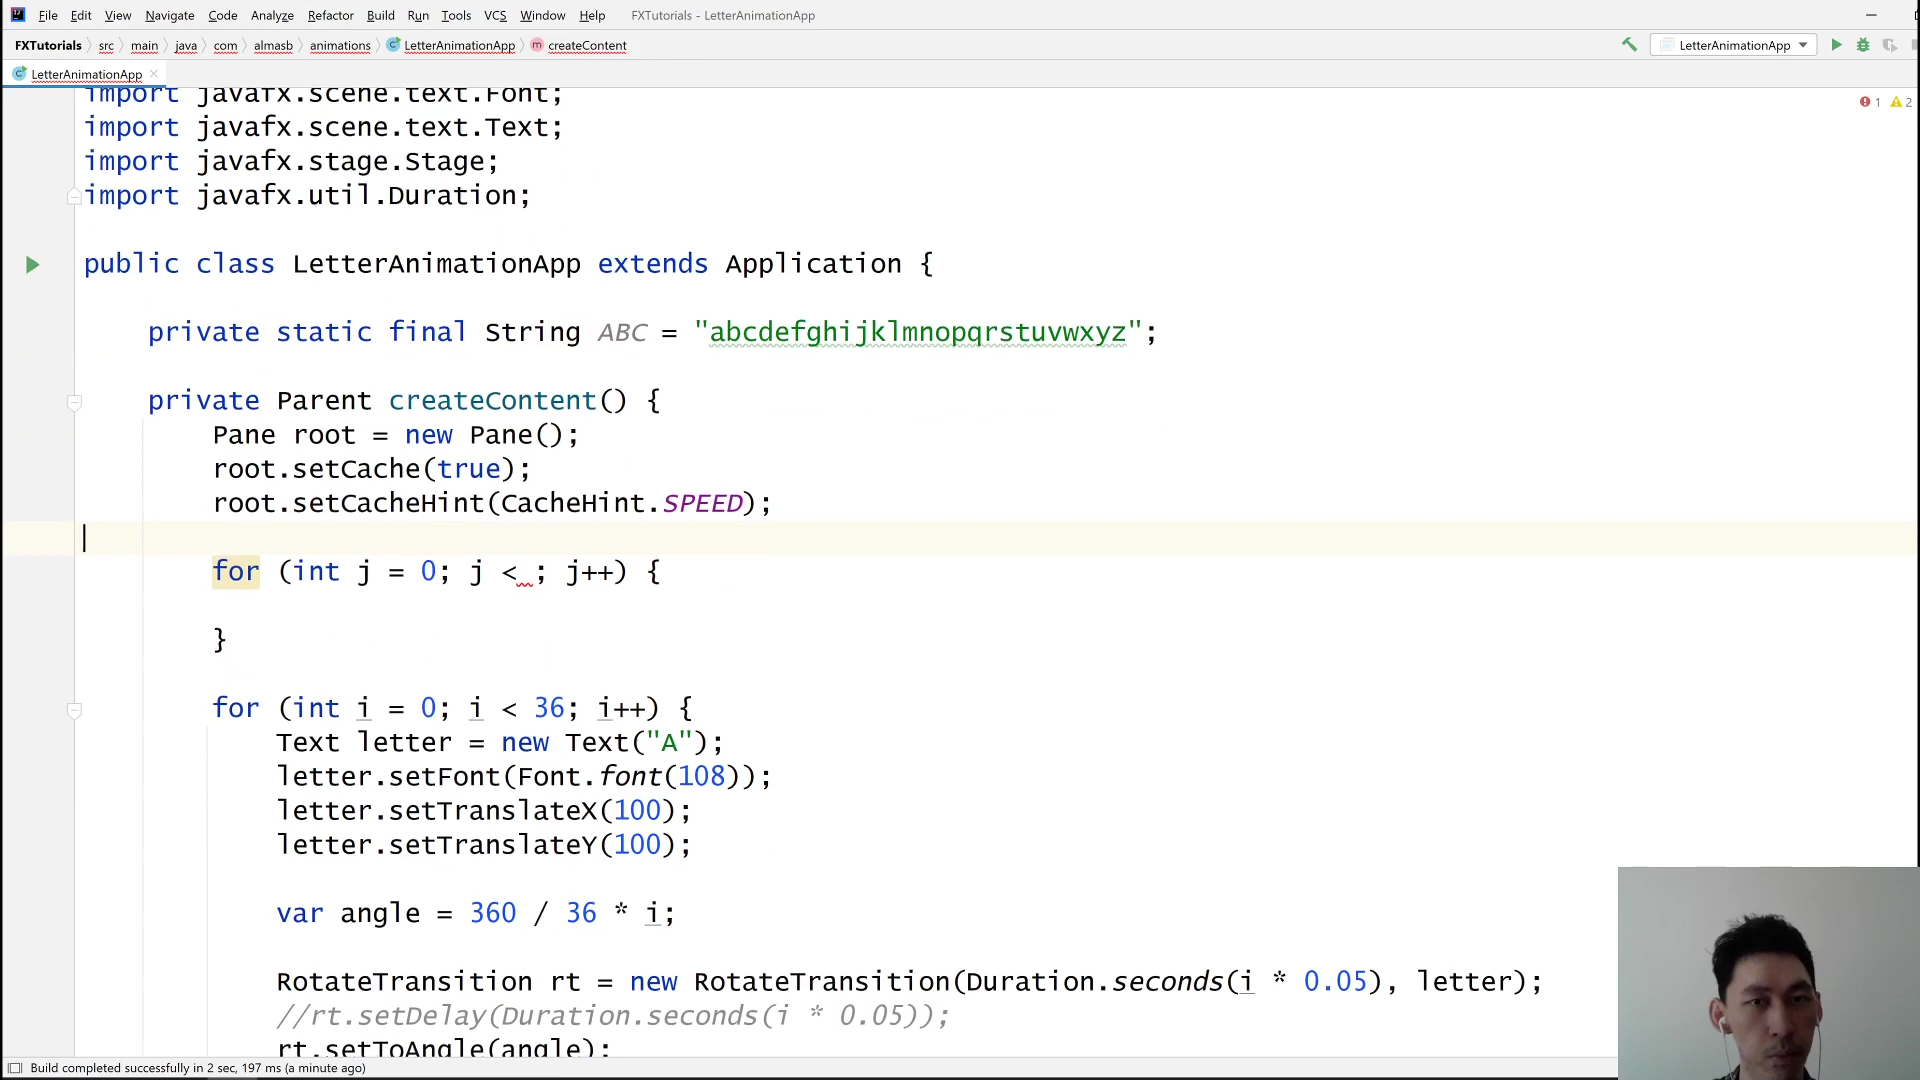 File Edit View Navigate Code Analyze Refactor Build Run Tools VCS Window Help FXTutorials - LetterAnimationApp
FXTutorials src main java com almasb animations LetterAnimationApp createContent LetterAnimationApp
LetterAnimationApp
import javafx.scene.text.Font;
1 2
import javafx.scene.text.Text;
import javafx.stage.Stage;
import javafx.util.Duration;
public class LetterAnimationApp extends Application {
private static final String ABC = "abcdefghijklmnopqrstuvwxyz";
private Parent createContent() {
Pane root = new Pane();
root.setCache(true);
root.setCacheHint(CacheHint.SPEED);
for (int j = 0; j < ; j++) {
}
for (int i = 0; i < 36; i++) {
Text letter = new Text("A");
letter.setFont(Font.font(108));
letter.setTranslateX(100);
letter.setTranslateY(100);
var angle = 360 / 36 * i;
RotateTransition rt = new RotateTransition(Duration.seconds(i * 0.05), letter);
//rt.setDelay(Duration.seconds(i * 0.05));
rt.setToAngle(angle);
Build completed successfully in 2 sec, 197 ms (a minute ago)